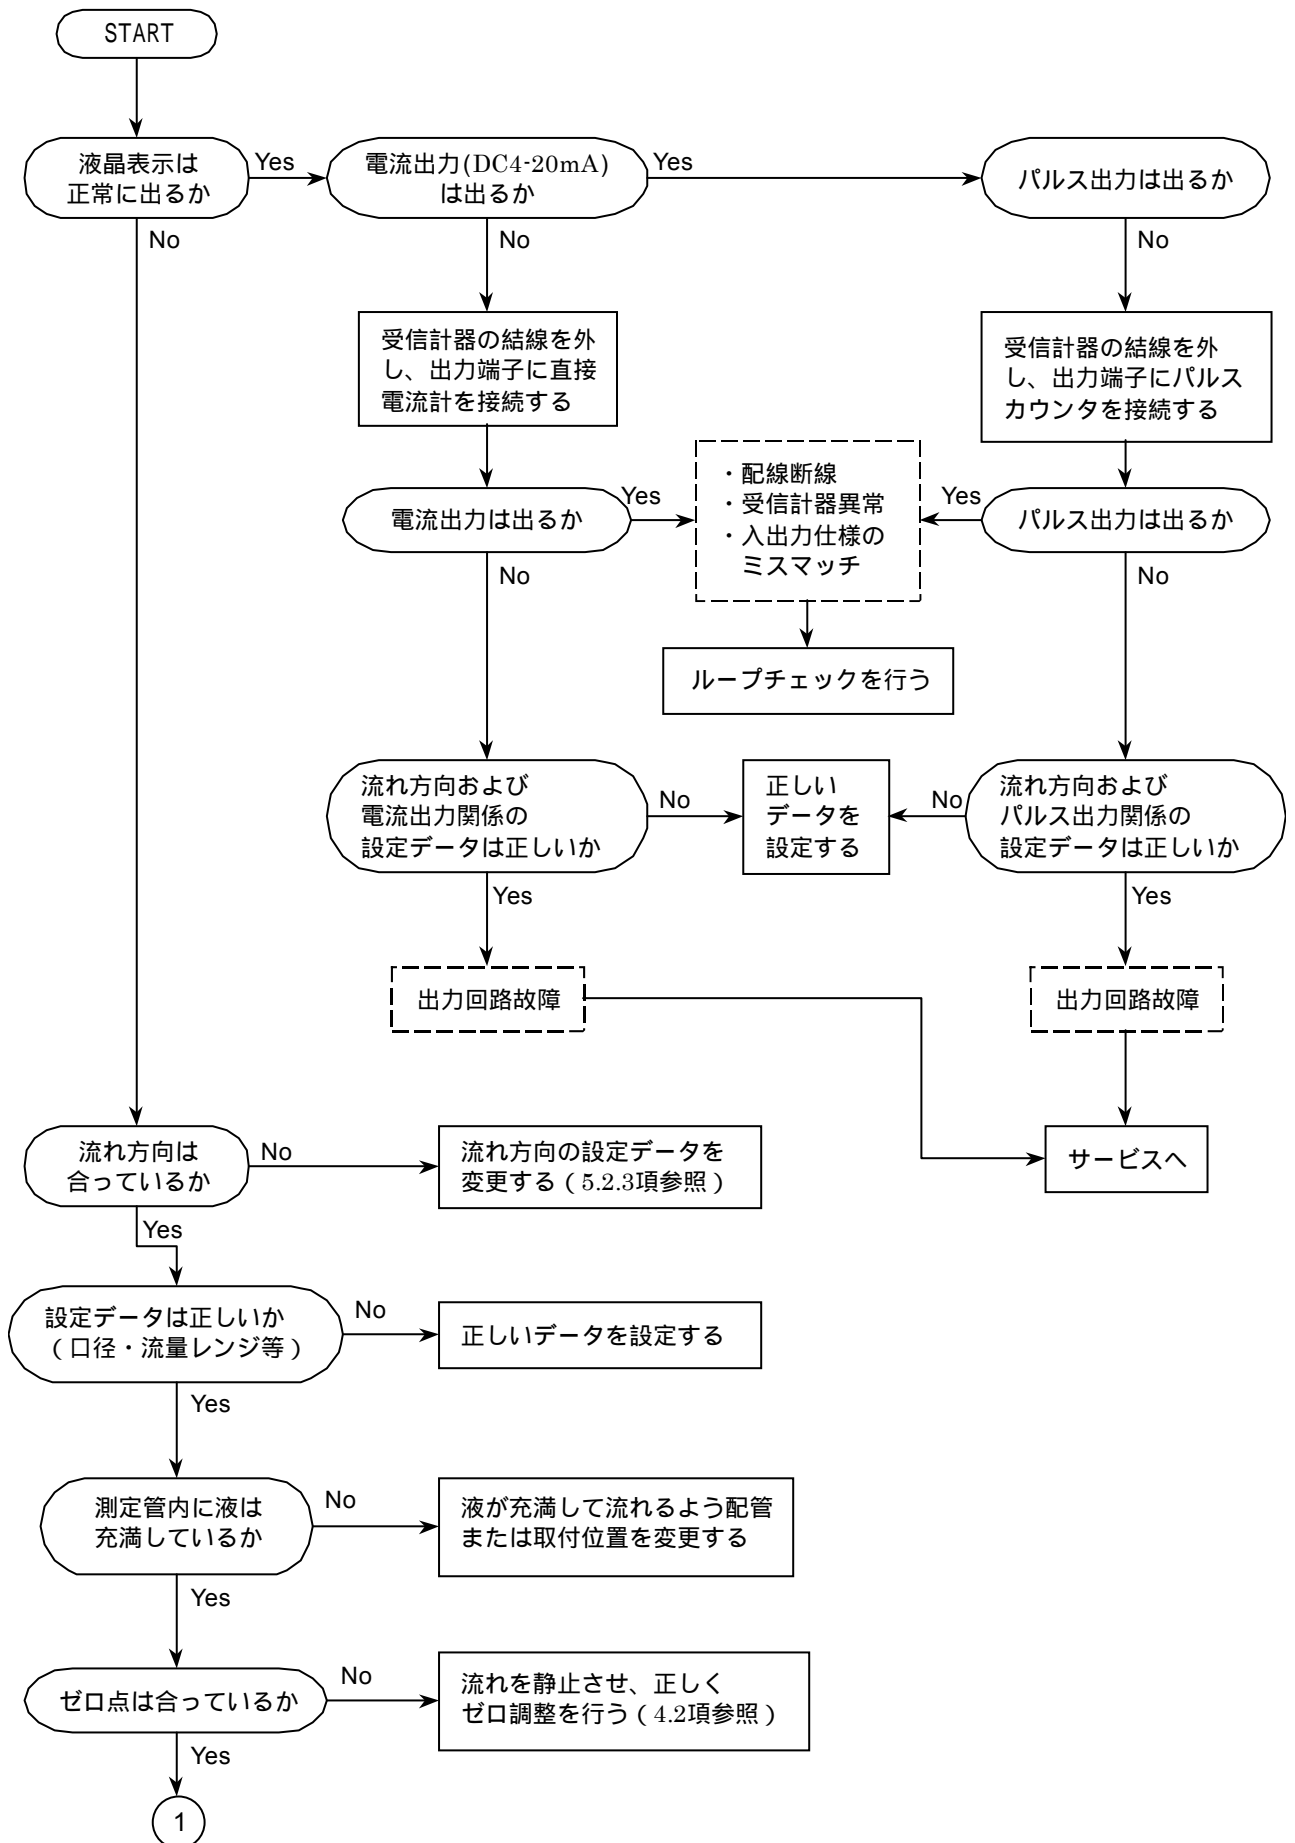 START
液晶表示は
正常に出るか
Yes
電流出力(DC4-20mA)
は出るか
Yes
パルス出力は出るか
No
No
No
受信計器の結線を外
し、出力端子に直接
電流計を接続する
受信計器の結線を外
し、出力端子にパルス
カウンタを接続する
電流出力は出るか
Yes
・配線断線
・受信計器異常
・入出力仕様の
ミスマッチ
Yes
パルス出力は出るか
No
No
ループチェックを行う
流れ方向および
電流出力関係の
設定データは正しいか
No
正しい
データを
設定する
No
流れ方向および
パルス出力関係の
設定データは正しいか
Yes
Yes
出力回路故障
出力回路故障
流れ方向は
合っているか
No
流れ方向の設定データを
変更する（5.2.3項参照）
サービスへ
Yes
設定データは正しいか
（口径・流量レンジ等）
No
正しいデータを設定する
Yes
測定管内に液は
充満しているか
No
液が充満して流れるよう配管
または取付位置を変更する
Yes
ゼロ点は合っているか
No
流れを静止させ、正しく
ゼロ調整を行う（4.2項参照）
Yes
1